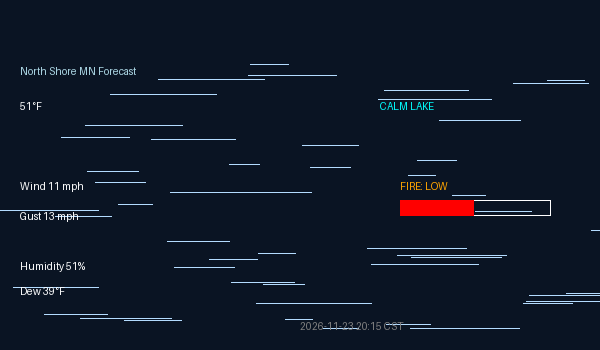 North Shore MN Forecast
51°F
CALM LAKE
Wind 11 mph
FIRE: LOW
Gust 13 mph
Humidity 51%
Dew 39°F
2026-11-23 20:15 CST